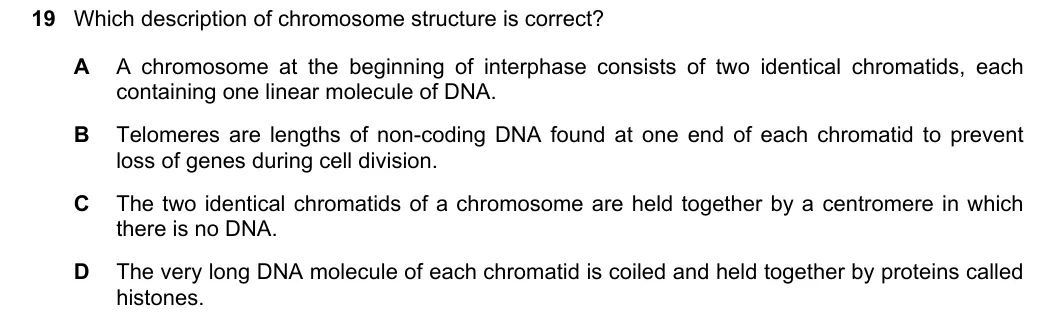 19 Which description of chromosome structure is correct?
A A chromosome at the beginning of interphase consists of two identical chromatids, each
containing one linear molecule of DNA.
B Telomeres are lengths of non-coding DNA found at one end of each chromatid to prevent
loss of genes during cell division.
C The two identical chromatids of a chromosome are held together by a centromere in which
there is no DNA.
D The very long DNA molecule of each chromatid is coiled and held together by proteins called
histones.